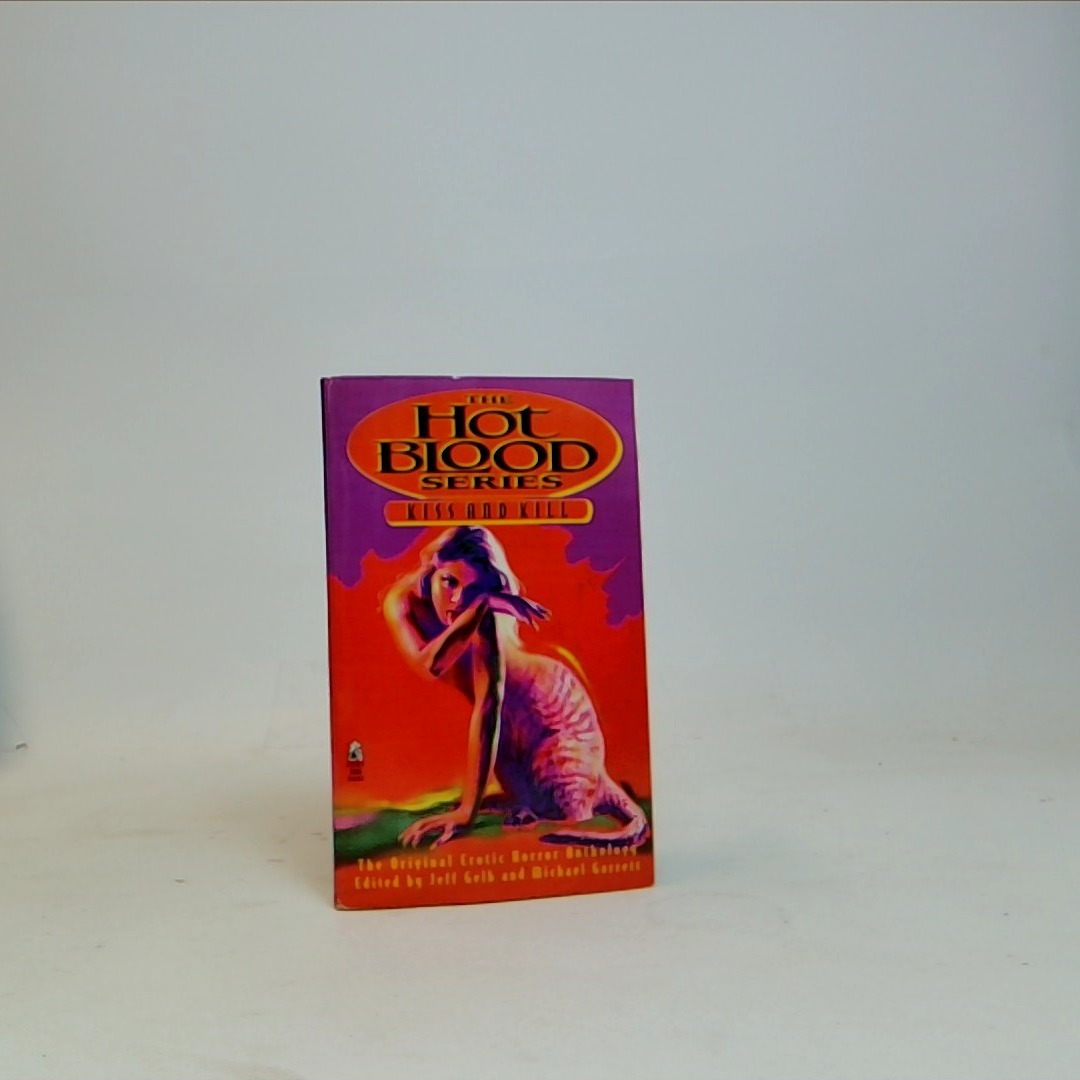 THE
Hot
BLOOD
SERIES
KISS AND KILL
The Original Erotic Horror Anthology
Edited by Jeff Gelb and Michael Garrett